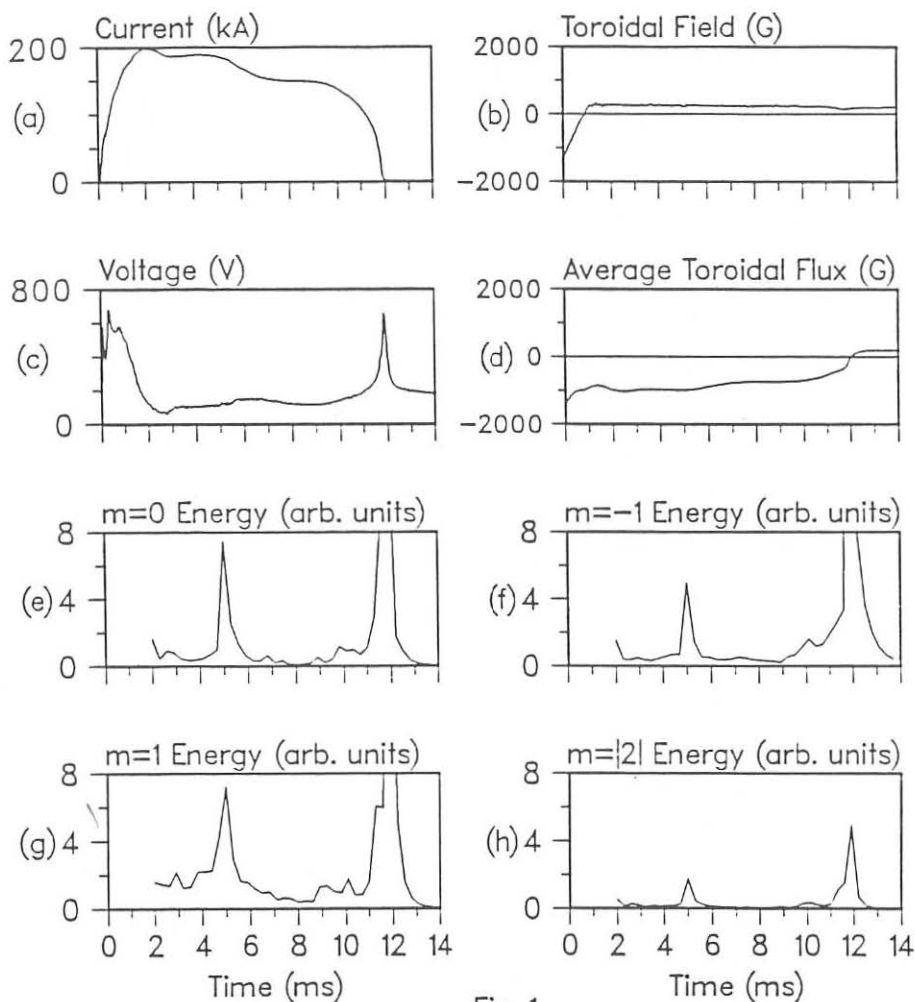 Current (kA)
200
(a)
0
Toroidal Field (G)
2000
(b) 0
−2000
Voltage (V)
800
(c)
0
Average Toroidal Flux (G)
2000
(d) 0
−2000
m=0 Energy (arb. units)
8
(e) 4
0
m=−1 Energy (arb. units)
8
(f) 4
0
m=1 Energy (arb. units)
8
(g) 4
0
0 2 4 6 8 10 12 14
Time (ms)
m=|2| Energy (arb. units)
8
(h) 4
0
0 2 4 6 8 10 12 14
Time (ms)